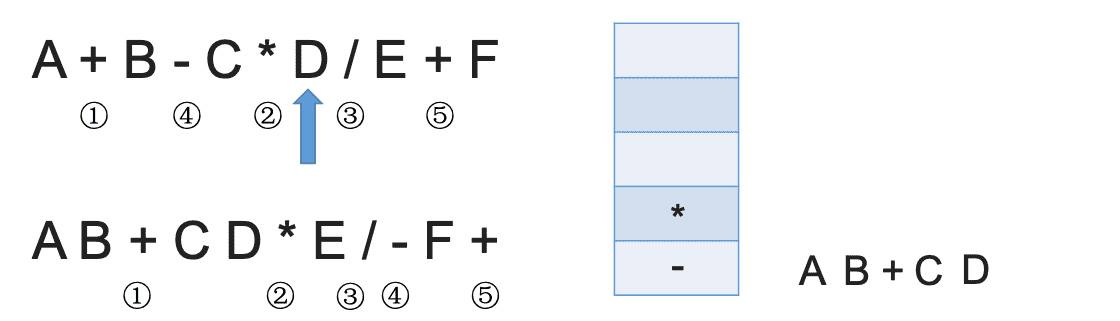 A + B - C * D / E + F
① ④ ② ③ ⑤
A B + C D * E / - F +
① ② ③ ④ ⑤
*
-
A B + C D